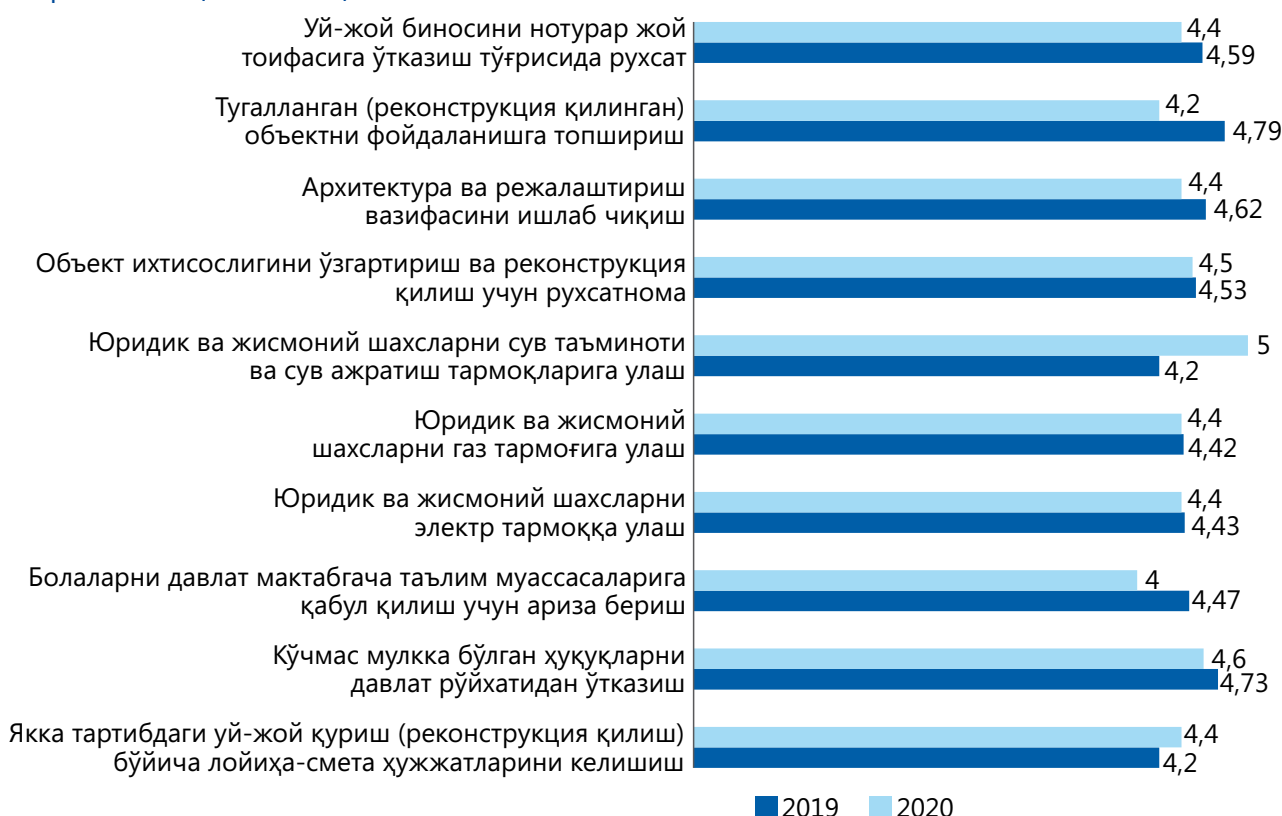 Уй-жой биносини нотурар жой
тоифасига ўтказиш тўғрисида рухсат
4,4
4,59
Тугалланган (реконструкция қилинган)
объектни фойдаланишга топшириш
4,2
4,79
Архитектура ва режалаштириш
вазифасини ишлаб чиқиш
4,4
4,62
Объект ихтисослигини ўзгартириш ва реконструкция
қилиш учун рухсатнома
4,5
4,53
Юридик ва жисмоний шахсларни сув таъминоти
ва сув ажратиш тармоқларига улаш
5
4,2
Юридик ва жисмоний
шахсларни газ тармоғига улаш
4,4
4,42
Юридик ва жисмоний шахсларни
электр тармоққа улаш
4,4
4,43
Болаларни давлат мактабгача таълим муассасаларига
қабул қилиш учун ариза бериш
4
4,47
Кўчмас мулкка бўлган ҳуқуқларни
давлат рўйхатидан ўтказиш
4,6
4,73
Якка тартибдаги уй-жой қуриш (реконструкция қилиш)
бўйича лойиҳа-смета ҳужжатларини келишиш
4,4
4,2
2019 2020